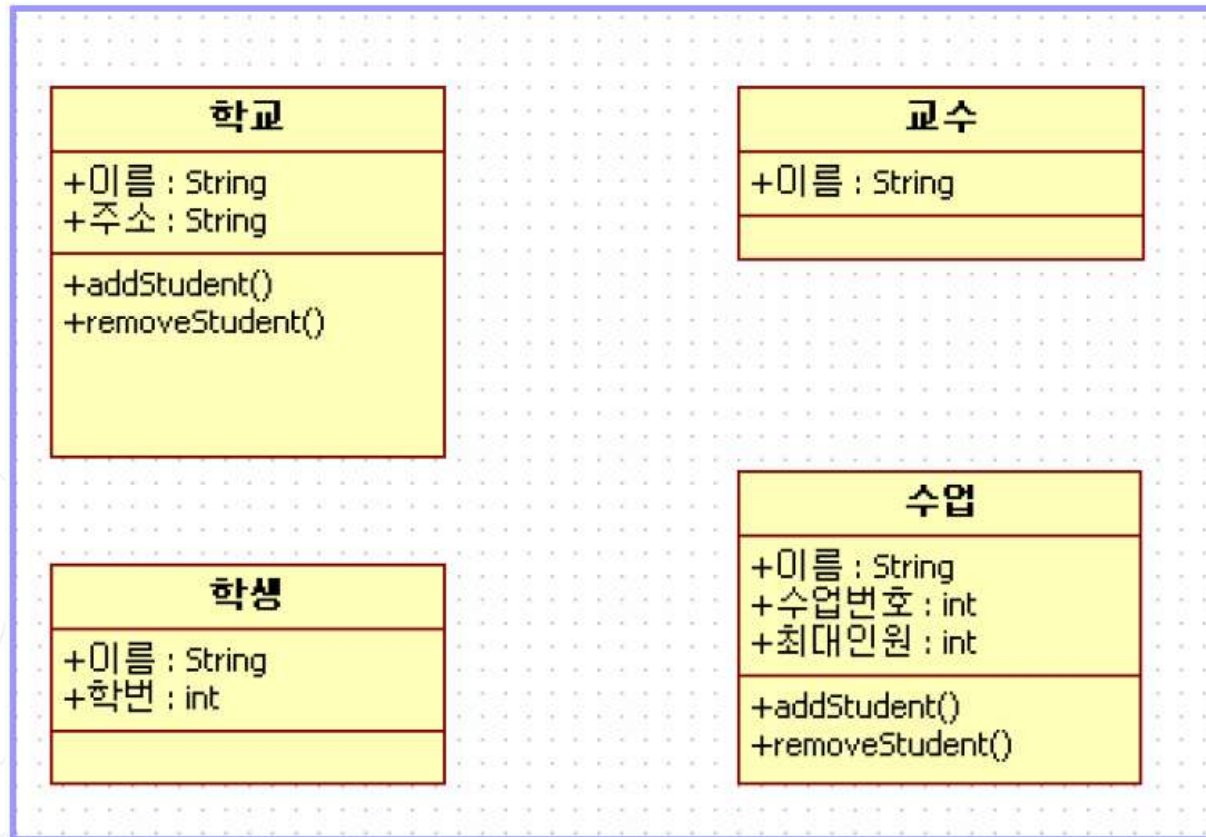 학교
+이름 : String
+주소 : String
+addStudent()
+removeStudent()
교수
+이름 : String
학생
+이름 : String
+학번 : int
수업
+이름 : String
+수업번호 : int
+최대인원 : int
+addStudent()
+removeStudent()